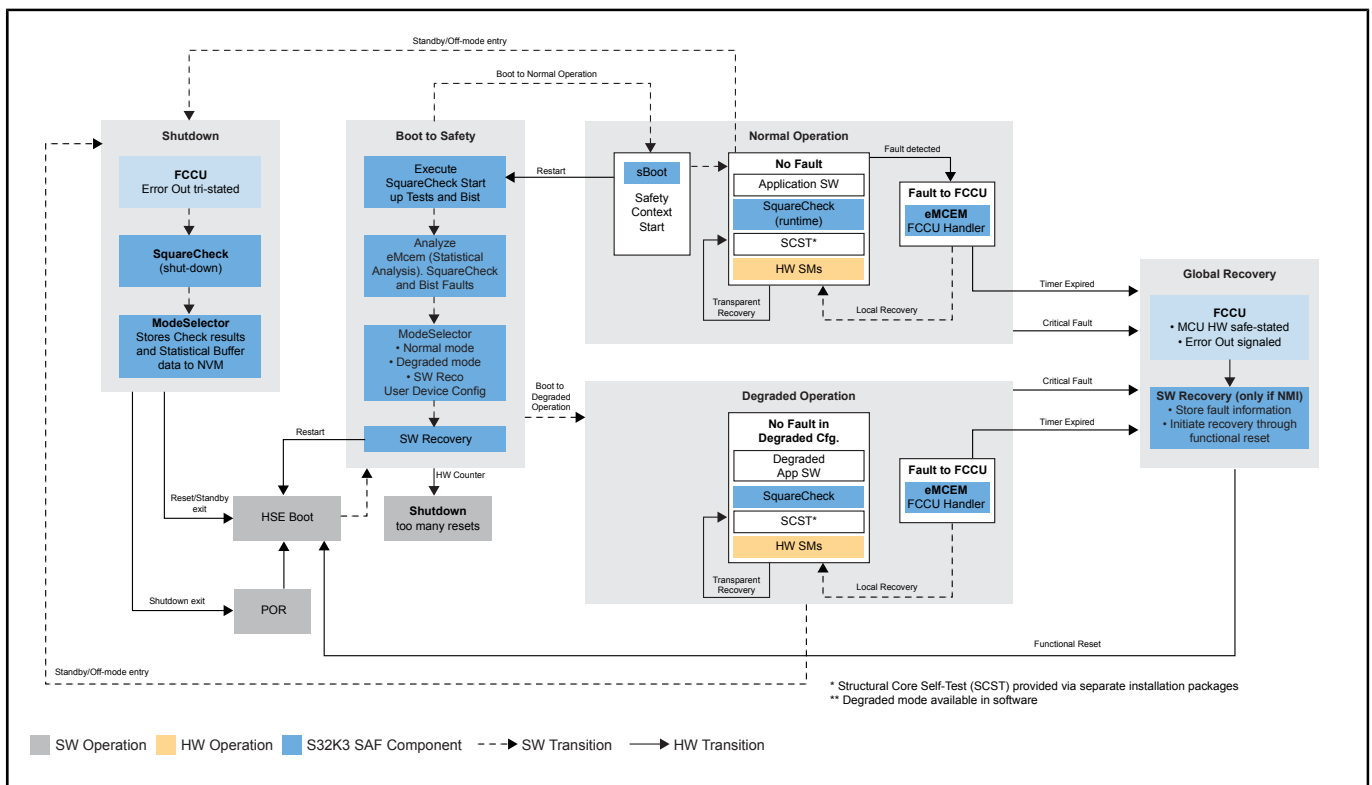 Standby/Off-mode entry
Boot to Normal Operation
Shutdown
FCCU
Error Out tri-stated
SquareCheck
(shut-down)
ModeSelector
Stores Check results
and Statistical Buffer
data to NVM
Boot to Safety
Execute
SquareCheck Start
up Tests and Bist
Analyze
eMcem (Statistical
Analysis). SquareCheck
and Bist Faults
ModeSelector
• Normal mode
• Degraded mode
• SW Reco
User Device Config
SW Recovery
Restart
Normal Operation
sBoot
Safety
Context
Start
No Fault
Application SW
SquareCheck
(runtime)
SCST*
HW SMs
Transparent
Recovery
Fault detected
Fault to FCCU
eMCEM
FCCU Handler
Local Recovery
Timer Expired
Critical Fault
Global Recovery
FCCU
• MCU HW safe-stated
• Error Out signaled
SW Recovery (only if NMI)
• Store fault information
• Initiate recovery through
functional reset
Boot to
Degraded
Operation
Degraded Operation
No Fault in
Degraded Cfg.
Degraded
App SW
SquareCheck
SCST*
HW SMs
Transparent
Recovery
Fault to FCCU
eMCEM
FCCU Handler
Local Recovery
Critical Fault
Timer Expired
Restart
HW Counter
Reset/Standby
exit
HSE Boot
Shutdown
too many resets
Shutdown exit
POR
Functional Reset
Standby/Off-mode entry
* Structural Core Self-Test (SCST) provided via separate installation packages
** Degraded mode available in software
SW Operation
HW Operation
S32K3 SAF Component
SW Transition
HW Transition